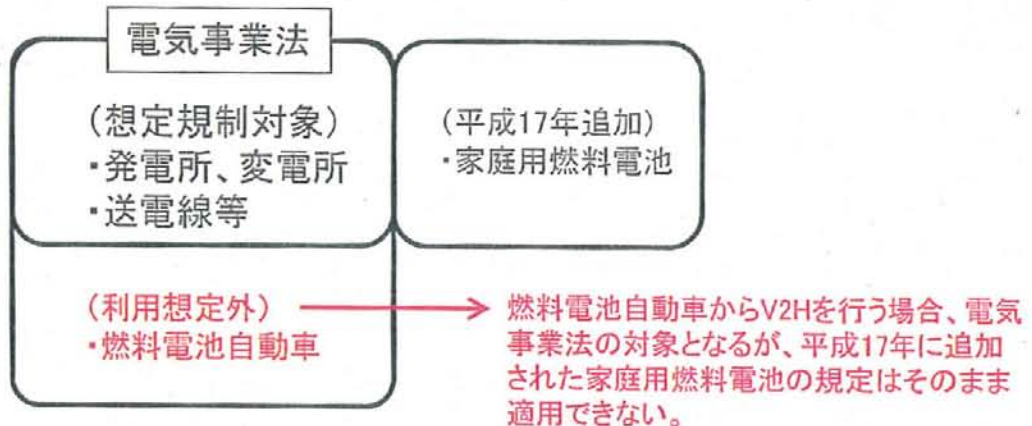 電気事業法
(想定規制対象)
・発電所、変電所
・送電線等
(平成17年追加)
・家庭用燃料電池
(利用想定外)
・燃料電池自動車
燃料電池自動車からV2Hを行う場合、電気
事業法の対象となるが、平成17年に追加
された家庭用燃料電池の規定はそのまま
適用できない。